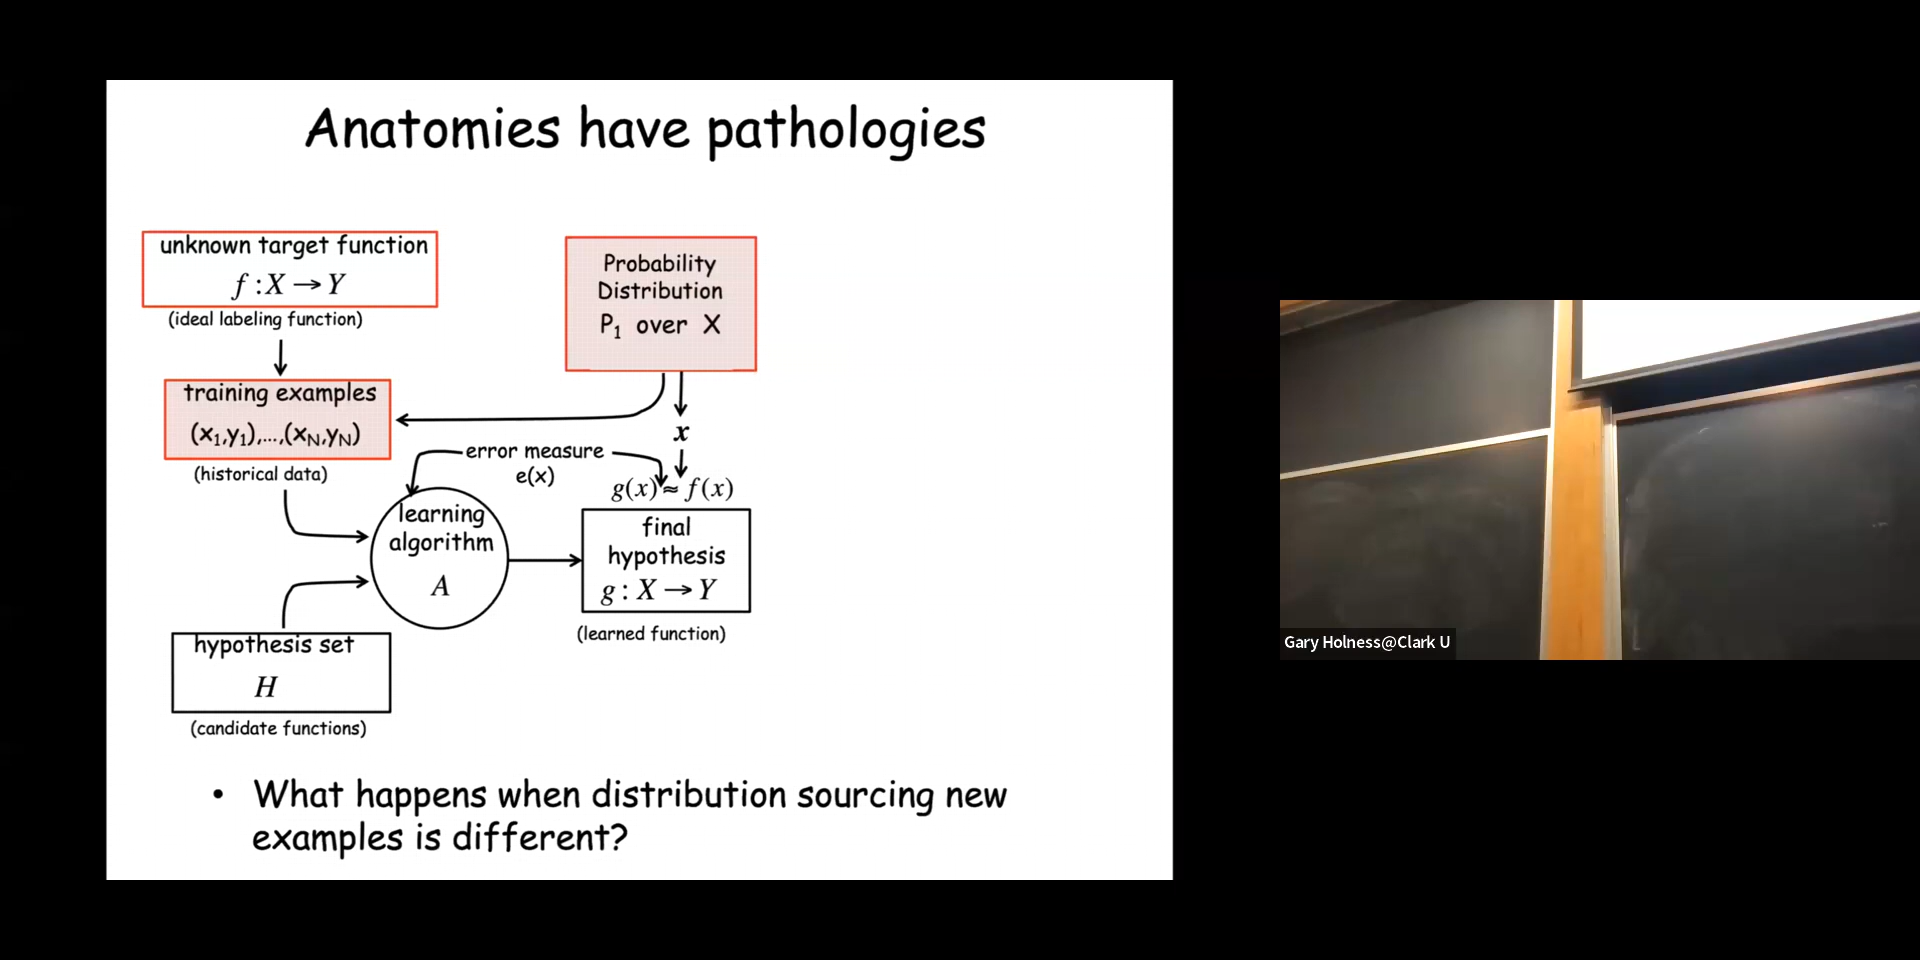 Anatomies have pathologies
unknown target function
f : X → Y
(ideal labeling function)
Probability
Distribution
P₁ over X
training examples
(x₁,y₁),...,(x_N,y_N)
(historical data)
x
error measure
e(x)
g(x) ≈ f(x)
learning
algorithm
A
final
hypothesis
g : X → Y
(learned function)
hypothesis set
H
(candidate functions)
• What happens when distribution sourcing new
examples is different?
Gary Holness@Clark U